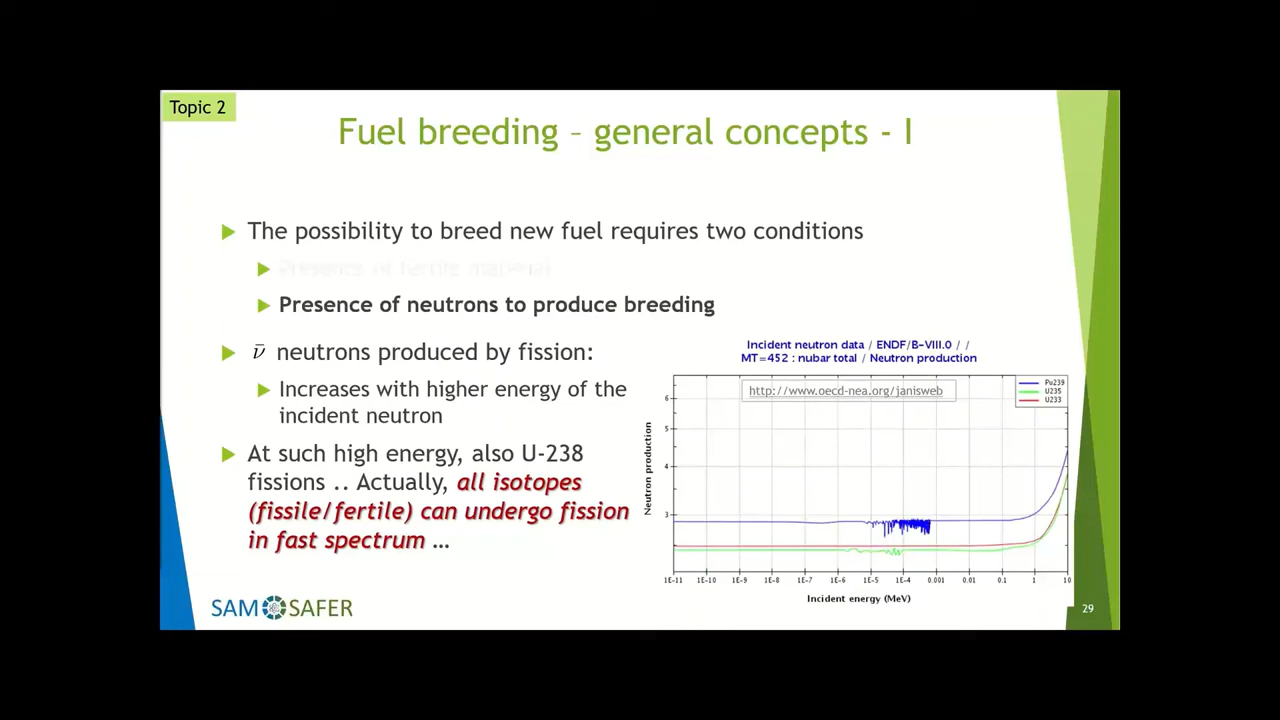 Topic 2
Fuel breeding – general concepts - I
The possibility to breed new fuel requires two conditions
Presence of fertile material
Presence of neutrons to produce breeding
ν̄ neutrons produced by fission:
Increases with higher energy of the
incident neutron
At such high energy, also U-238
fissions .. Actually, all isotopes
(fissile/fertile) can undergo fission
in fast spectrum ...
Incident neutron data / ENDF/B-VIII.0 / /
MT=452 : nubar total / Neutron production
http://www.oecd-nea.org/janisweb
Pu239
U235
U233
Neutron production
6
5
4
3
1E-11 1E-10 1E-9 1E-8 1E-7 1E-6 1E-5 1E-4 0.001 0.01 0.1 1 10
Incident energy (MeV)
SAMOSAFER
29